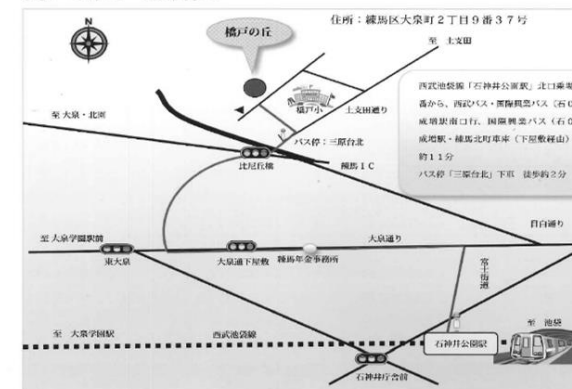 住所：練馬区大泉町２丁目９番３７号
橋戸の丘
至 土支田
橋戸小
土支田通り
西武池袋線「石神井公園駅」北口乗場
番から、西武バス・国際興業バス（石０
成増駅南口行、国際興業バス（石０
成増駅・練馬北町車庫（下屋敷経由）
約１１分
バス停「三原台北」下車 徒歩約２分
至 大泉・北園
バス停：三原台北
比丘尼橋
練馬ＩＣ
目白通り
至 大泉学園駅前
大泉通り
東大泉
大泉通下屋敷
練馬年金事務所
富士街道
至 大泉学園駅
西武池袋線
石神井公園駅
至 池袋
石神井庁舎前